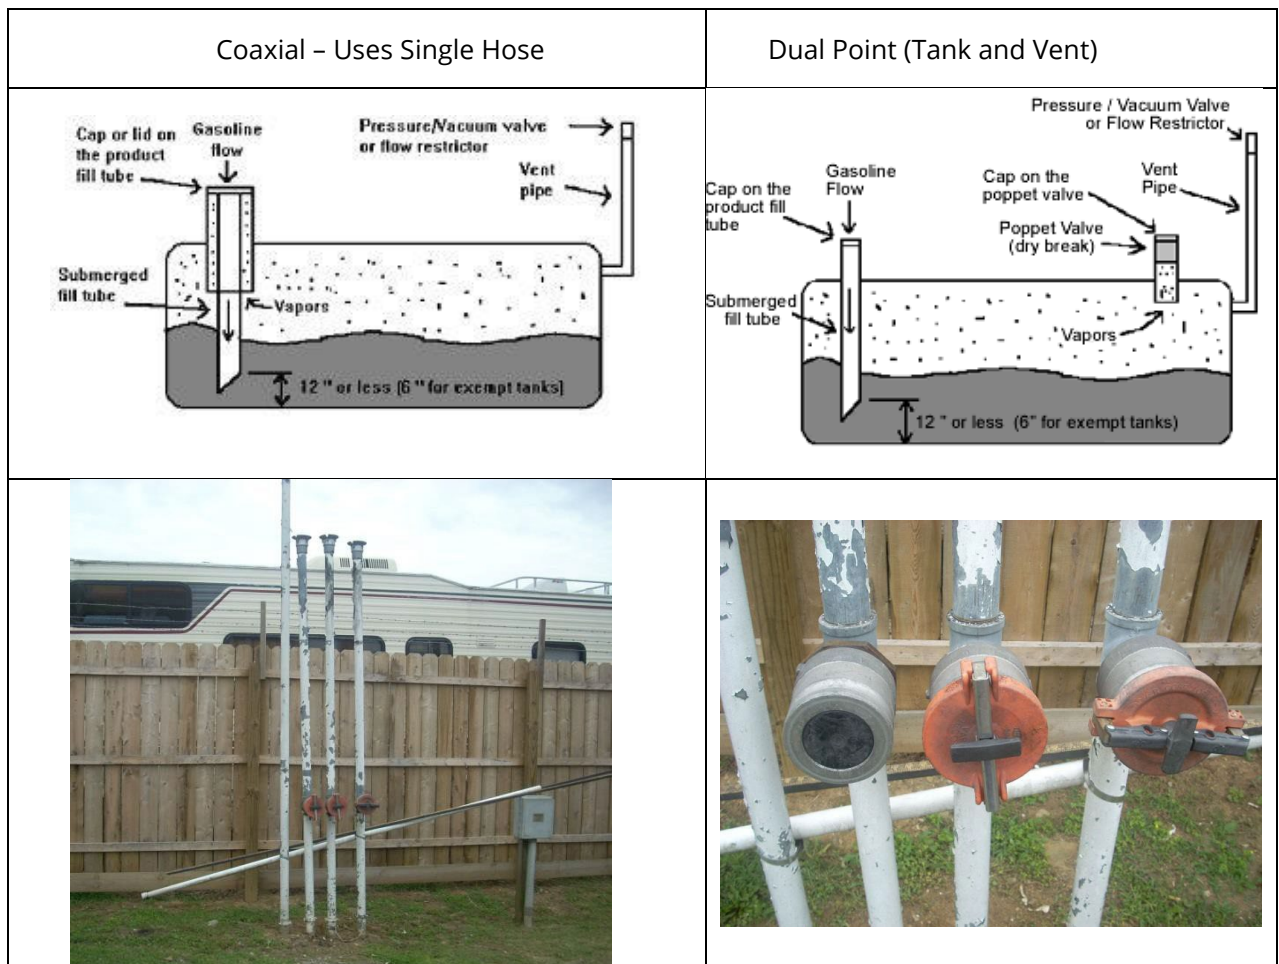 Coaxial – Uses Single Hose
Dual Point (Tank and Vent)
Cap or lid on
the product
fill tube
Gasoline
flow
Pressure/Vacuum valve
or flow restrictor
Vent
pipe
Submerged
fill tube
Vapors
12 " or less (6 " for exempt tanks)
Pressure / Vacuum Valve
or Flow Restrictor
Cap on the
product fill
tube
Gasoline
Flow
Cap on the
poppet valve
Vent
Pipe
Poppet Valve
(dry break)
Submerged
fill tube
Vapors
12 " or less (6" for exempt tanks)